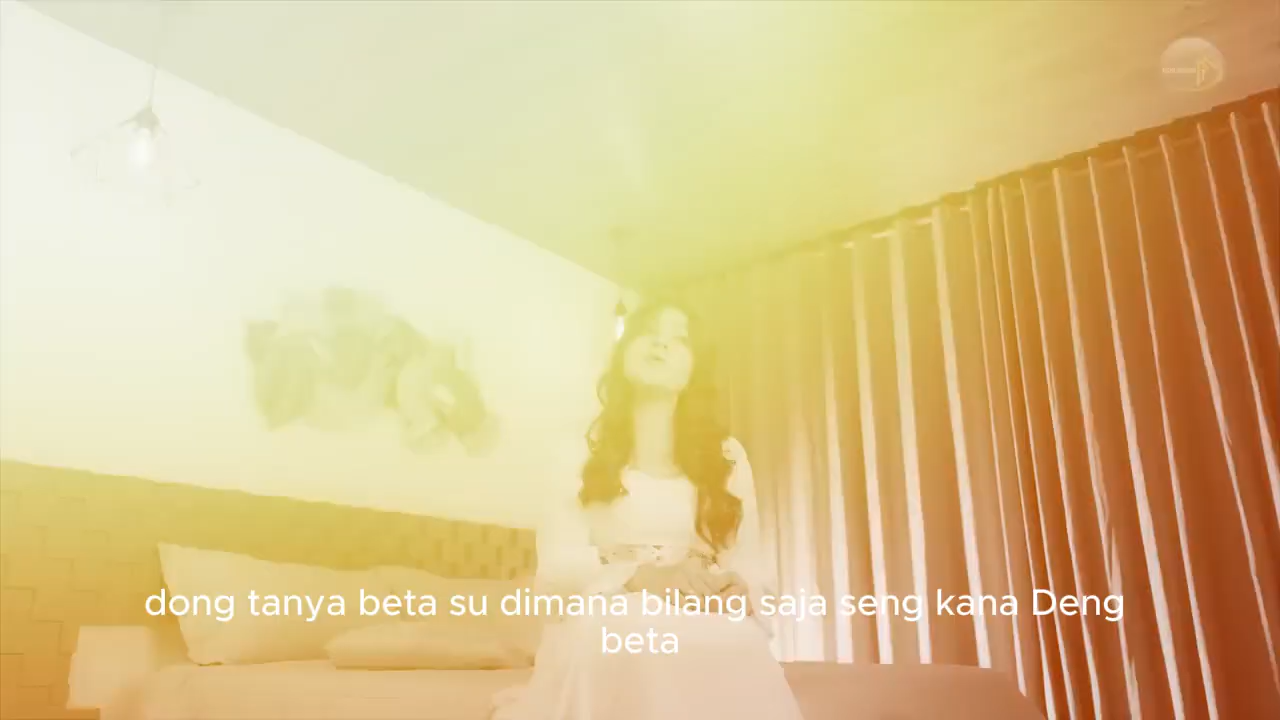 dong tanya beta su dimana bilang saja seng kana Deng
beta